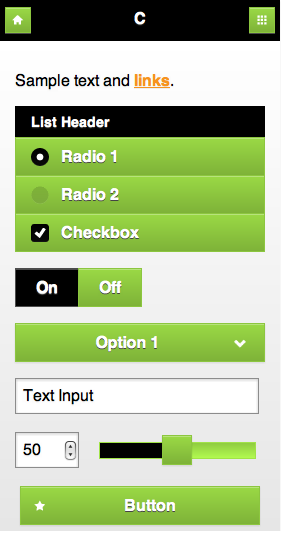 C
Sample text and links.
List Header
Radio 1
Radio 2
Checkbox
On Off
Option 1
Text Input
50
Button